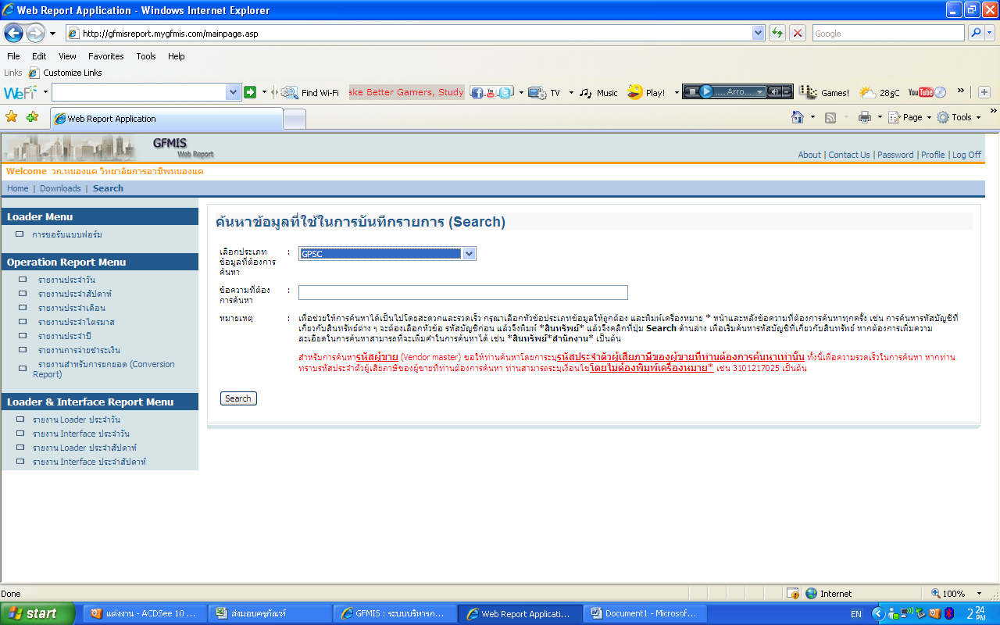 Web Report Application - Windows Internet Explorer
http://gfmisreport.mygfmis.com/mainpage.asp
Google
File Edit View Favorites Tools Help
Links Customize Links
WeFi Find Wi-Fi ake Better Gamers, Study TV Music Play! ..... Arro... Games! 28ฐC YouTube »
Web Report Application
Page Tools »
GFMIS
Web Report
About | Contact Us | Password | Profile | Log Off
Welcome วก.หนองแค วิทยาลัยการอาชีพหนองแค
Home | Downloads | Search
Loader Menu
การขอรับแบบฟอร์ม
Operation Report Menu
รายงานประจำวัน
รายงานประจำสัปดาห์
รายงานประจำเดือน
รายงานประจำไตรมาส
รายงานประจำปี
รายงานการจ่ายชำระเงิน
รายงานสำหรับการยกยอด (Conversion
Report)
Loader & Interface Report Menu
รายงาน Loader ประจำวัน
รายงาน Interface ประจำวัน
รายงาน Loader ประจำสัปดาห์
รายงาน Interface ประจำสัปดาห์
ค้นหาข้อมูลที่ใช้ในการบันทึกรายการ (Search)
เลือกประเภท : GPSC
ข้อมูลที่ต้องการ
ค้นหา
ข้อความที่ต้อง :
การค้นหา
หมายเหตุ : เพื่อช่วยให้การค้นหาได้เป็นไปโดยสะดวกและรวดเร็ว กรุณาเลือกหัวข้อประเภทข้อมูลให้ถูกต้อง และพิมพ์เครื่องหมาย * หน้าและหลังข้อความที่ต้องการค้นหาทุกครั้ง เช่น การค้นหารหัสบัญชีที่
เกี่ยวกับสินทรัพย์ต่าง ๆ จะต้องเลือกหัวข้อ รหัสบัญชีก่อน แล้วจึงพิมพ์ *สินทรัพย์* แล้วจึงคลิกที่ปุ่ม Search ด้านล่าง เพื่อเริ่มค้นหารหัสบัญชีที่เกี่ยวกับสินทรัพย์ หากต้องการเพิ่มความ
ละเอียดในการค้นหาสามารถที่จะเพิ่มคำในการค้นหาได้ เช่น *สินทรัพย์*สำนักงาน* เป็นต้น
สำหรับการค้นหารหัสผู้ขาย (Vendor master) ขอให้ท่านค้นหาโดยการระบุรหัสประจำตัวผู้เสียภาษีของผู้ขายที่ท่านต้องการค้นหาเท่านั้น ทั้งนี้เพื่อความรวดเร็วในการค้นหา หากท่าน
ทราบรหัสประจำตัวผู้เสียภาษีของผู้ขายที่ท่านต้องการค้นหา ท่านสามารถระบุเงื่อนไขโดยไม่ต้องพิมพ์เครื่องหมาย* เช่น 3101217025 เป็นต้น
Search
Done Internet 100%
start แต่งงาน - ACDSee 10 ... ส่งมอบครุภัณฑ์ GFMIS : ระบบบริหารก... Web Report Applicati... Document1 - Microsof... EN 2 24 PM